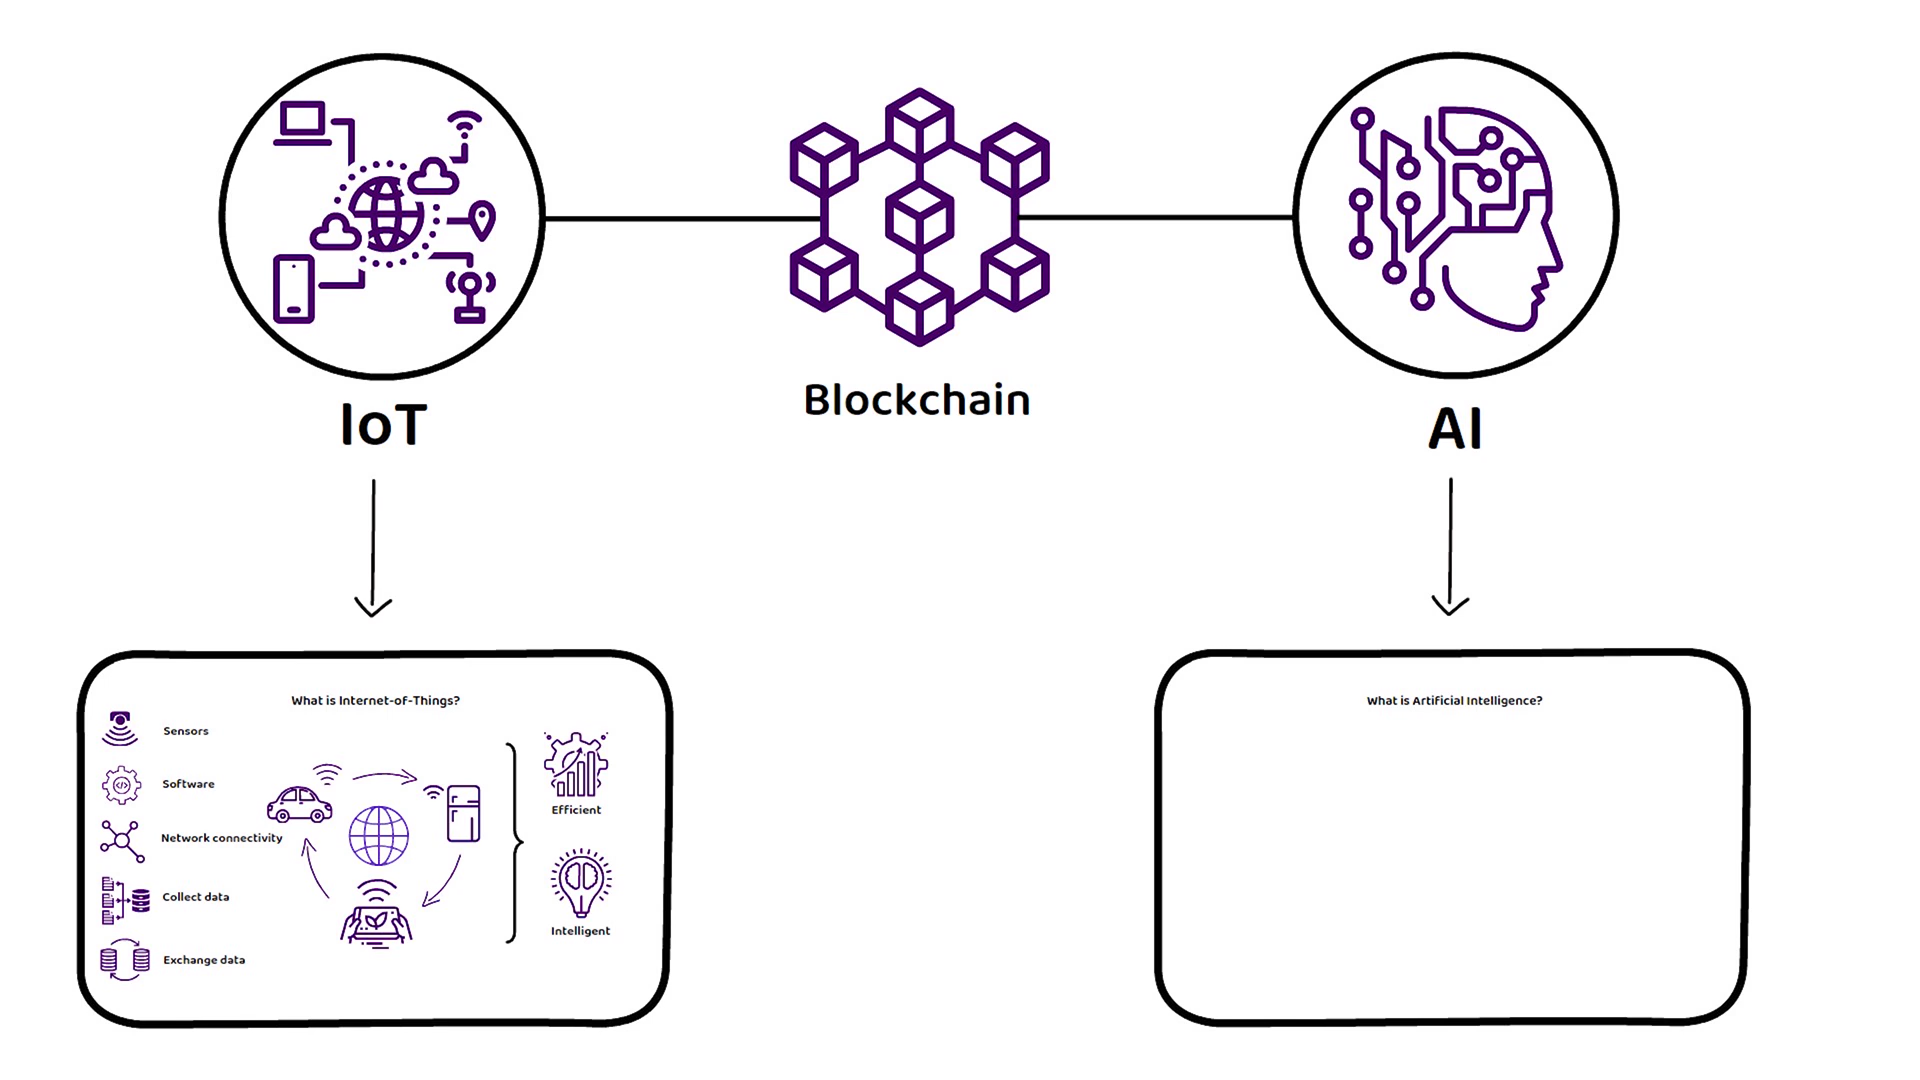 IoT
Blockchain
AI
What is Internet-of-Things?
Sensors
Software
Network connectivity
Collect data
Exchange data
Efficient
Intelligent
What is Artificial Intelligence?